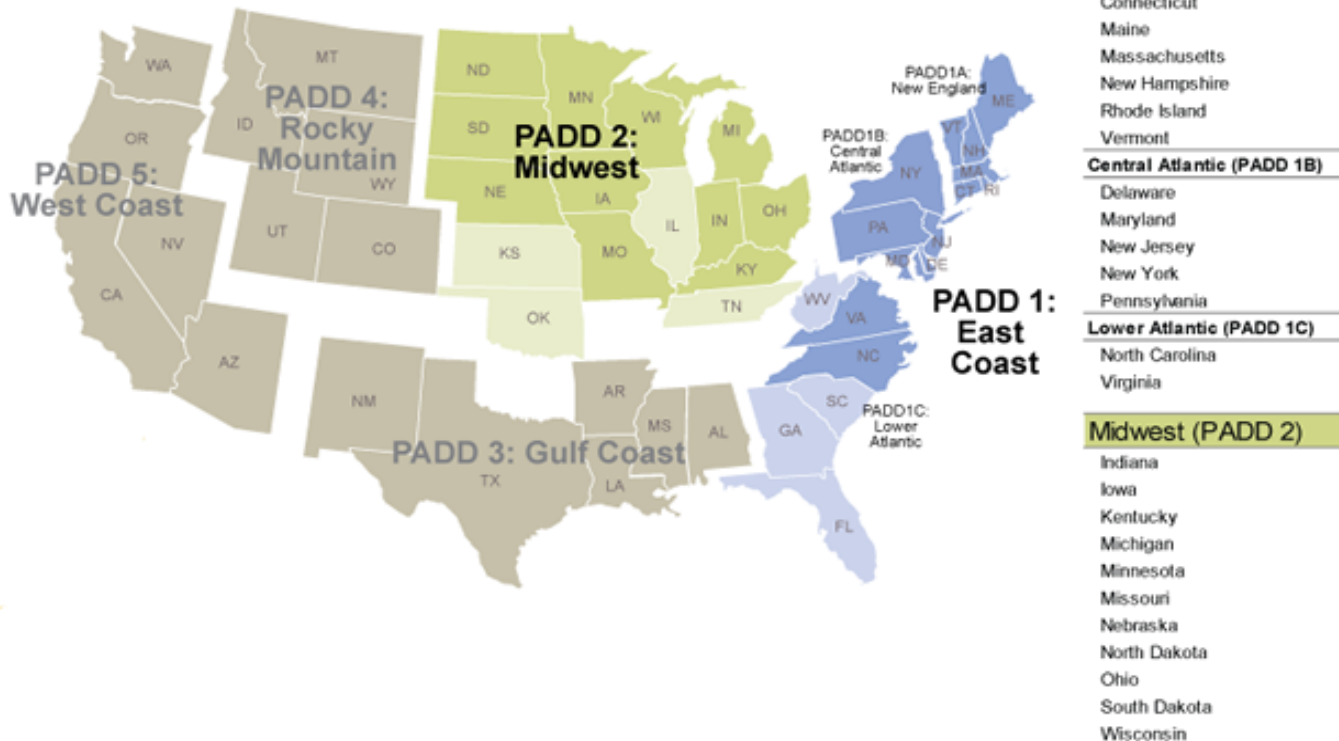 WA
OR
CA
NV
ID
MT
WY
UT
CO
AZ
NM
TX
PADD 5:
West Coast
PADD 4:
Rocky
Mountain
PADD 3: Gulf Coast
AR
LA
MS
AL
ND
SD
NE
KS
OK
MN
IA
MO
WI
IL
MI
IN
OH
KY
TN
PADD 2:
Midwest
PADD1A:
New England
PADD1B:
Central
Atlantic
ME
VT
NH
MA
CT
RI
NY
PA
NJ
MD
DE
WV
VA
NC
SC
GA
FL
PADD 1:
East
Coast
PADD1C:
Lower
Atlantic
Connecticut
Maine
Massachusetts
New Hampshire
Rhode Island
Vermont
Central Atlantic (PADD 1B)
Delaware
Maryland
New Jersey
New York
Pennsylvania
Lower Atlantic (PADD 1C)
North Carolina
Virginia
Midwest (PADD 2)
Indiana
Iowa
Kentucky
Michigan
Minnesota
Missouri
Nebraska
North Dakota
Ohio
South Dakota
Wisconsin